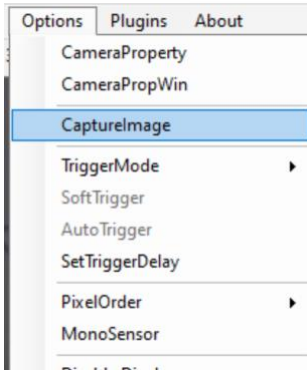 Options Plugins About
CameraProperty
CameraPropWin
CaptureImage
TriggerMode
SoftTrigger
AutoTrigger
SetTriggerDelay
PixelOrder
MonoSensor